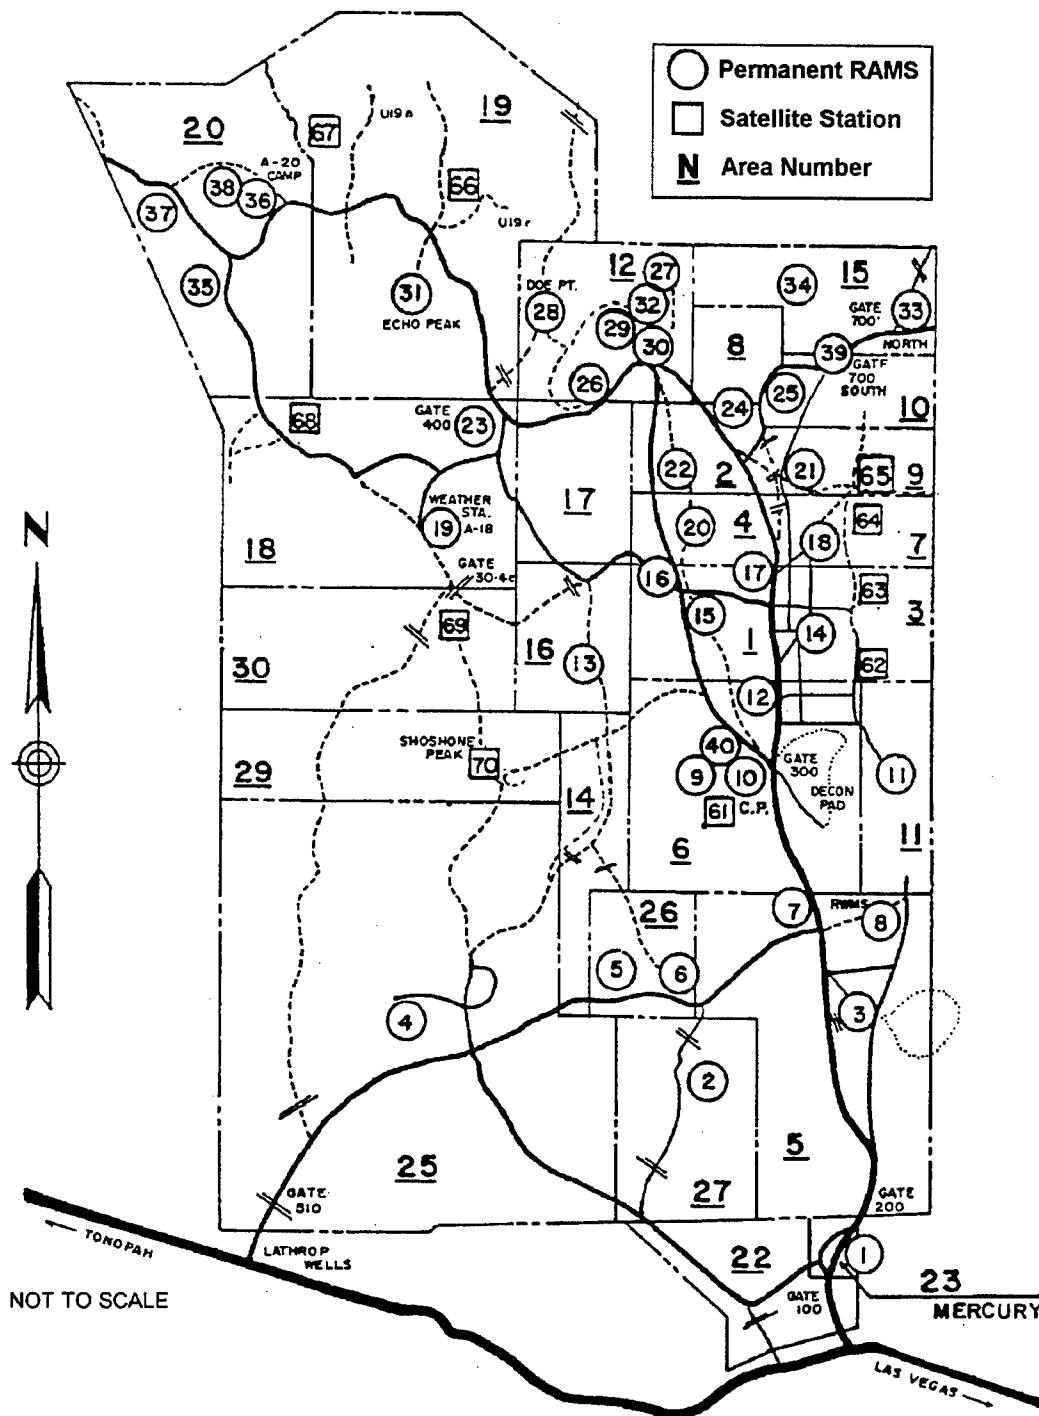 Permanent RAMS
Satellite Station
N Area Number
20
67
U19a
19
A-20
CAMP
38
36
66
37
U19r
35
31
ECHO PEAK
12
27
DOE PT.
28
32
29
30
26
34
15
GATE
700
33
NORTH
8
39
GATE
700
SOUTH
25
24
10
68
GATE
400
23
22
2
21
65
9
17
WEATHER
STA.
A-18
19
20
4
64
18
7
18
GATE
30-4c
16
17
63
3
69
15
1
14
16
13
62
30
12
SHOSHONE
PEAK
70
29
40
9
10
GATE
300
11
DECON
PAD
61
C.P.
14
6
11
26
7
RWMS
8
5
6
4
3
2
25
5
27
GATE
510
GATE
200
TONOPAH
LATHROP
WELLS
22
1
23
MERCURY
GATE
100
NOT TO SCALE
LAS VEGAS
N